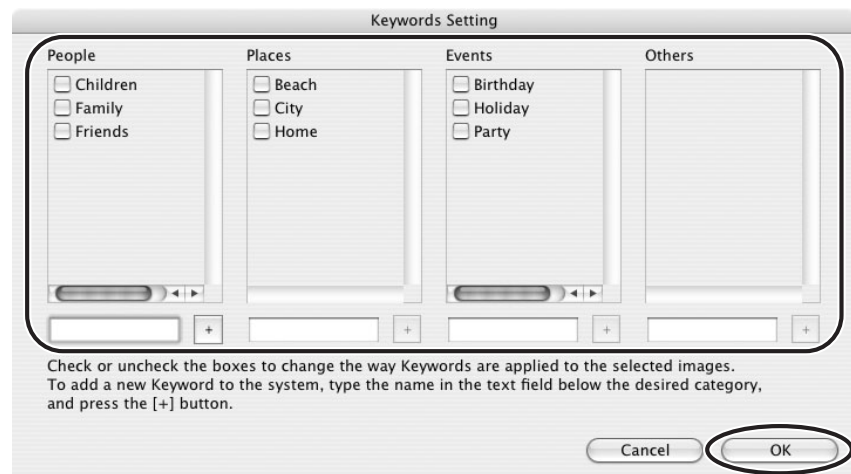 Keywords Setting
People
Children
Family
Friends
+
Places
Beach
City
Home
+
Events
Birthday
Holiday
Party
+
Others
+
Check or uncheck the boxes to change the way Keywords are applied to the selected images.
To add a new Keyword to the system, type the name in the text field below the desired category,
and press the [+] button.
Cancel
OK